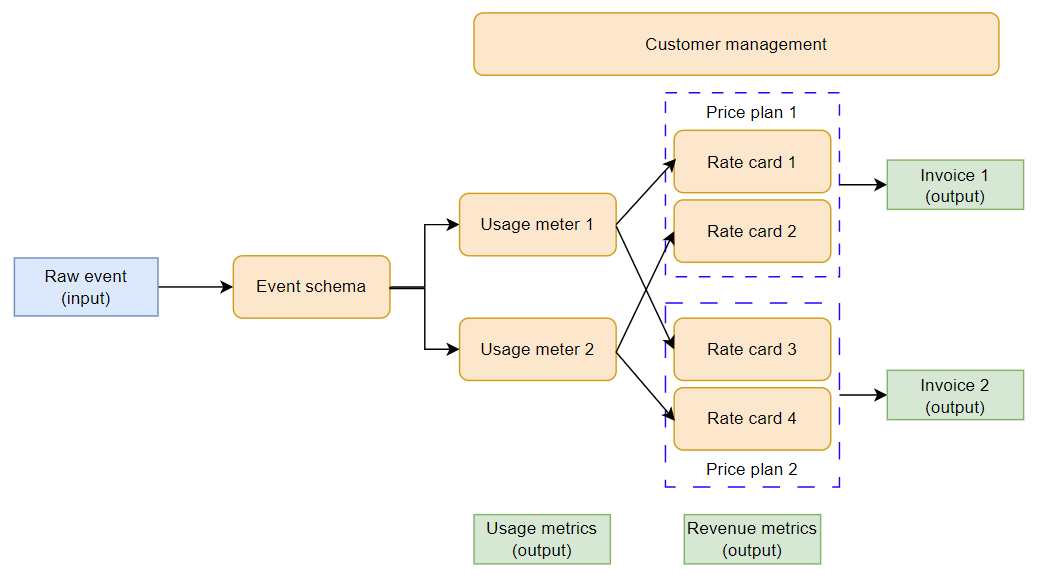 Customer management
Price plan 1
Rate card 1
Invoice 1
(output)
Usage meter 1
Rate card 2
Raw event
(input)
Event schema
Usage meter 2
Rate card 3
Invoice 2
(output)
Rate card 4
Price plan 2
Usage metrics
(output)
Revenue metrics
(output)